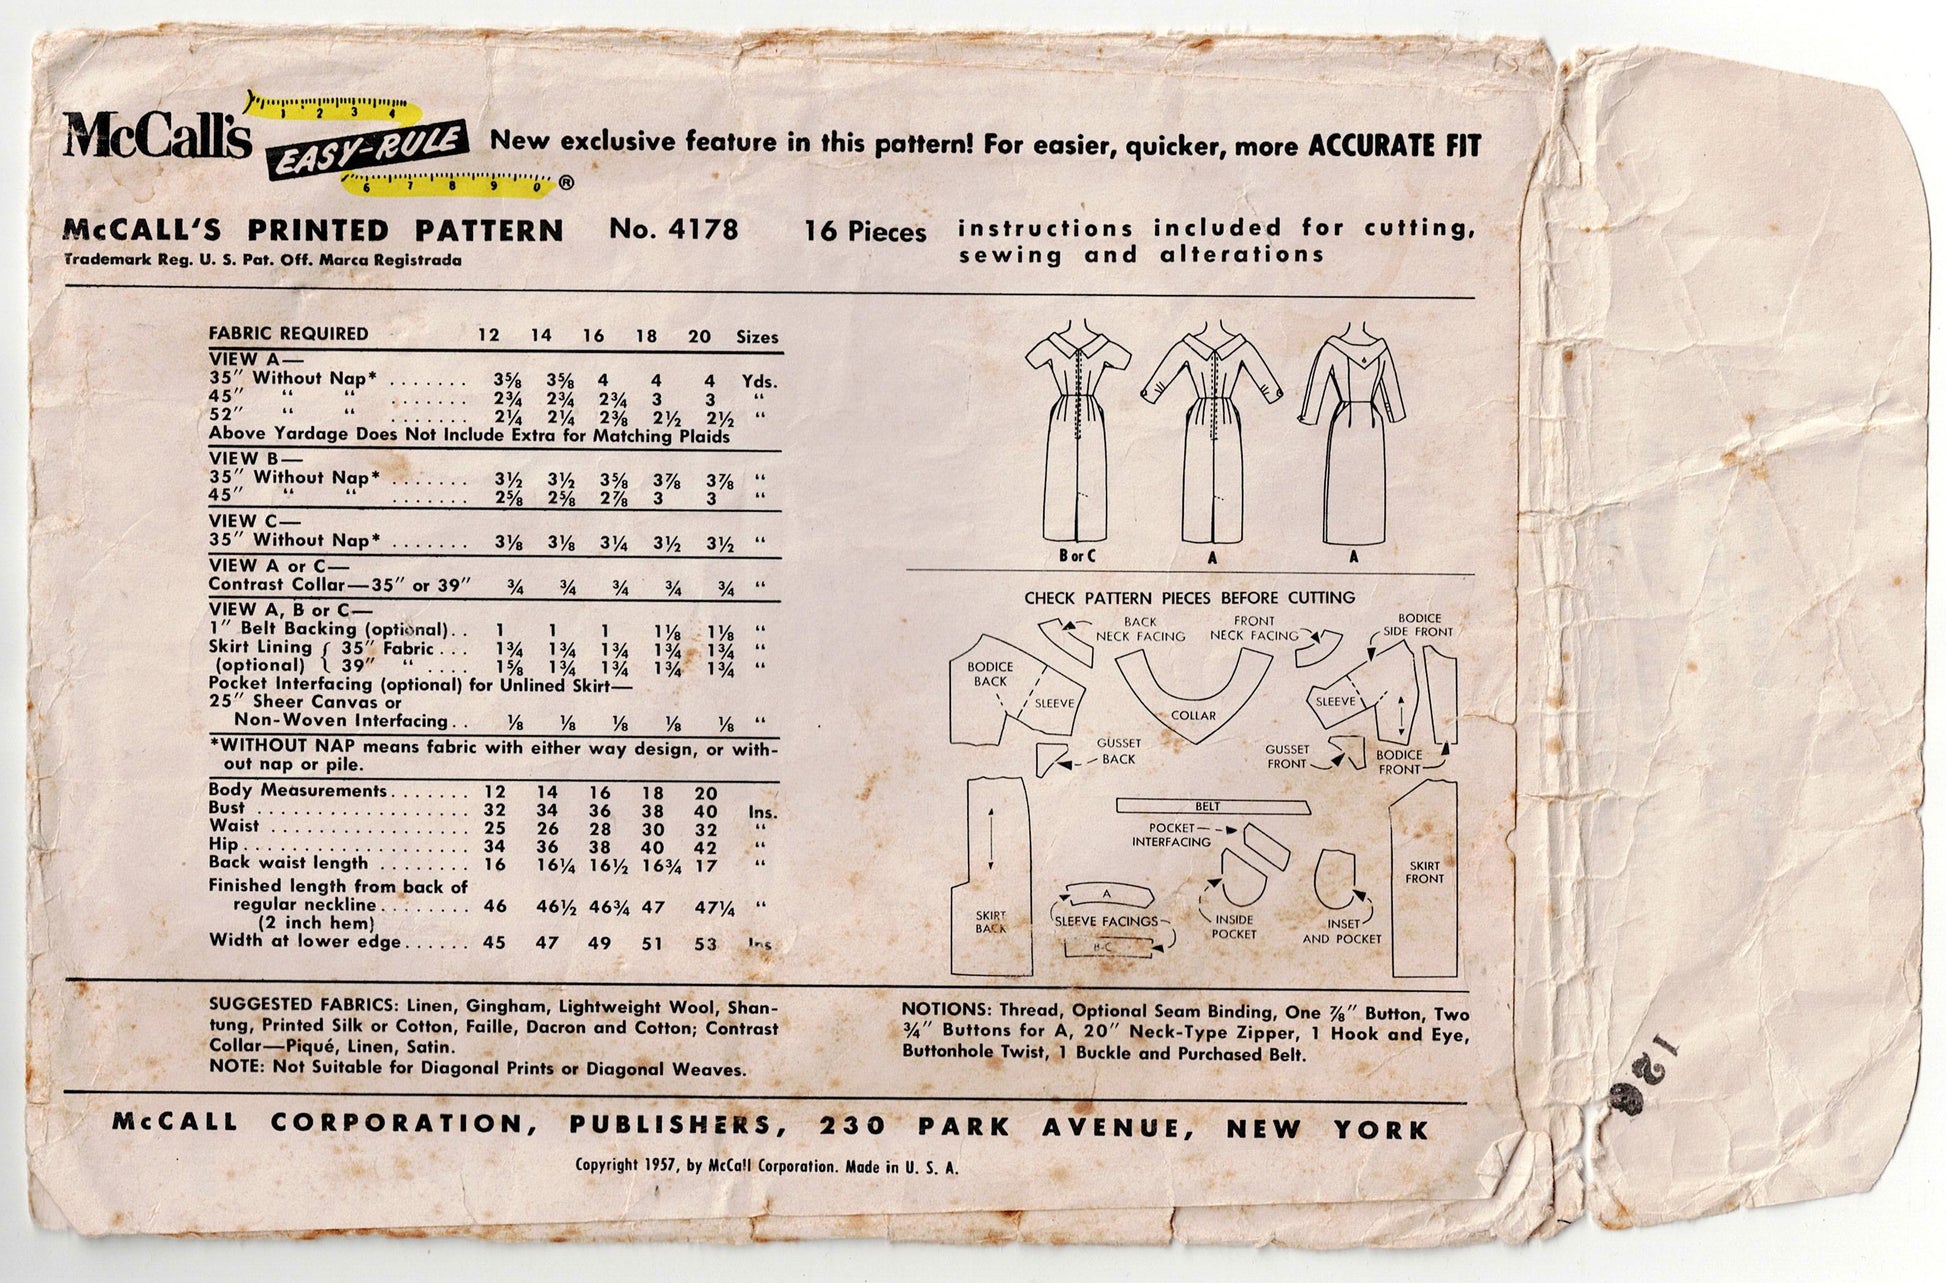 McCall's EASY-RULE ® New exclusive feature in this pattern! For easier, quicker, more ACCURATE FIT
1 2 3 4
6 7 8 9 0
McCALL'S PRINTED PATTERN No. 4178 16 Pieces instructions included for cutting,
sewing and alterations
Trademark Reg. U. S. Pat. Off. Marca Registrada
FABRIC REQUIRED 12 14 16 18 20 Sizes
VIEW A—
35″ Without Nap* ....... 3⅝ 3⅝ 4 4 4 Yds.
45″ “ “ ....... 2¾ 2¾ 2¾ 3 3 “
52″ “ “ ....... 2¼ 2¼ 2⅜ 2½ 2½ “
Above Yardage Does Not Include Extra for Matching Plaids
VIEW B—
35″ Without Nap* ....... 3½ 3½ 3⅝ 3⅞ 3⅞ “
45″ “ “ ....... 2⅝ 2⅝ 2⅞ 3 3 “
VIEW C—
35″ Without Nap* ....... 3⅛ 3⅛ 3¼ 3½ 3½ “
VIEW A OR C—
Contrast Collar—35″ or 39″ ¾ ¾ ¾ ¾ ¾ “
VIEW A, B or C—
1″ Belt Backing (optional).. 1 1 1 1⅛ 1⅛ “
Skirt Lining { 35″ Fabric... 1¾ 1¾ 1¾ 1¾ 1¾ “
(optional) { 39″ “ .... 1⅝ 1¾ 1¾ 1¾ 1¾ “
Pocket Interfacing (optional) for Unlined Skirt—
25″ Sheer Canvas or
Non-Woven Interfacing.. ⅛ ⅛ ⅛ ⅛ ⅛ “
*WITHOUT NAP means fabric with either way design, or with-
out nap or pile.
Body Measurements....... 12 14 16 18 20
Bust .................. 32 34 36 38 40 Ins.
Waist ................. 25 26 28 30 32 “
Hip.................... 34 36 38 40 42 “
Back waist length ........ 16 16¼ 16½ 16¾ 17 “
Finished length from back of
regular neckline........ 46 46½ 46¾ 47 47¼ “
(2 inch hem)
Width at lower edge...... 45 47 49 51 53 Ins
B or C A A
CHECK PATTERN PIECES BEFORE CUTTING
BACK
NECK FACING
FRONT
NECK FACING
BODICE
SIDE FRONT
BODICE
BACK
SLEEVE
COLLAR
SLEEVE
GUSSET
BACK
GUSSET
FRONT
BODICE
FRONT
BELT
POCKET
INTERFACING
SKIRT
FRONT
A
SLEEVE FACINGS
B-C
SKIRT
BACK
INSIDE
POCKET
INSET
AND POCKET
SUGGESTED FABRICS: Linen, Gingham, Lightweight Wool, Shan-
tung, Printed Silk or Cotton, Faille, Dacron and Cotton; Contrast
Collar—Piqué, Linen, Satin.
NOTE: Not Suitable for Diagonal Prints or Diagonal Weaves.
NOTIONS: Thread, Optional Seam Binding, One ⅞″ Button, Two
¾″ Buttons for A, 20″ Neck-Type Zipper, 1 Hook and Eye,
Buttonhole Twist, 1 Buckle and Purchased Belt.
McCALL CORPORATION, PUBLISHERS, 230 PARK AVENUE, NEW YORK
Copyright 1957, by McCall Corporation. Made in U. S. A.